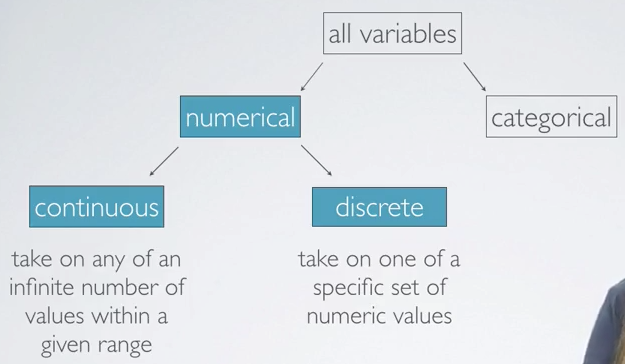 all variables
numerical
categorical
continuous
discrete
take on any of an
infinite number of
values within a
given range
take on one of a
specific set of
numeric values